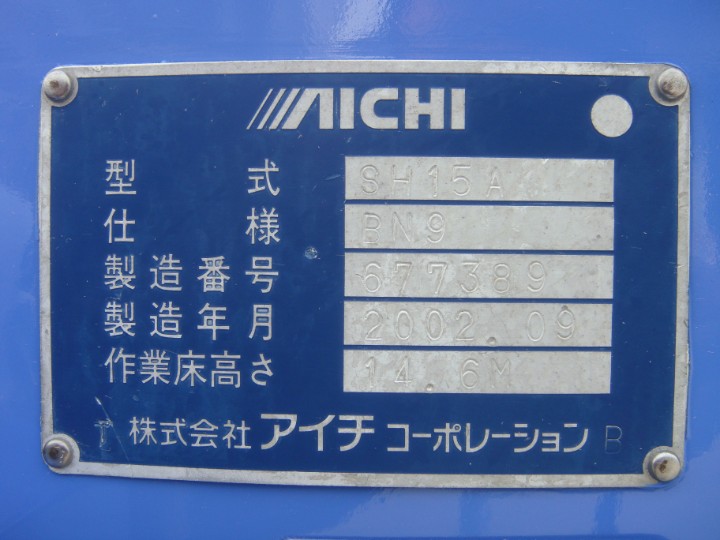 AICHI
型式 SH15A
仕様 BN9
製造番号 677389
製造年月 2002.09
作業床高さ 14.6M
T 株式会社 アイチ コーポレーション B